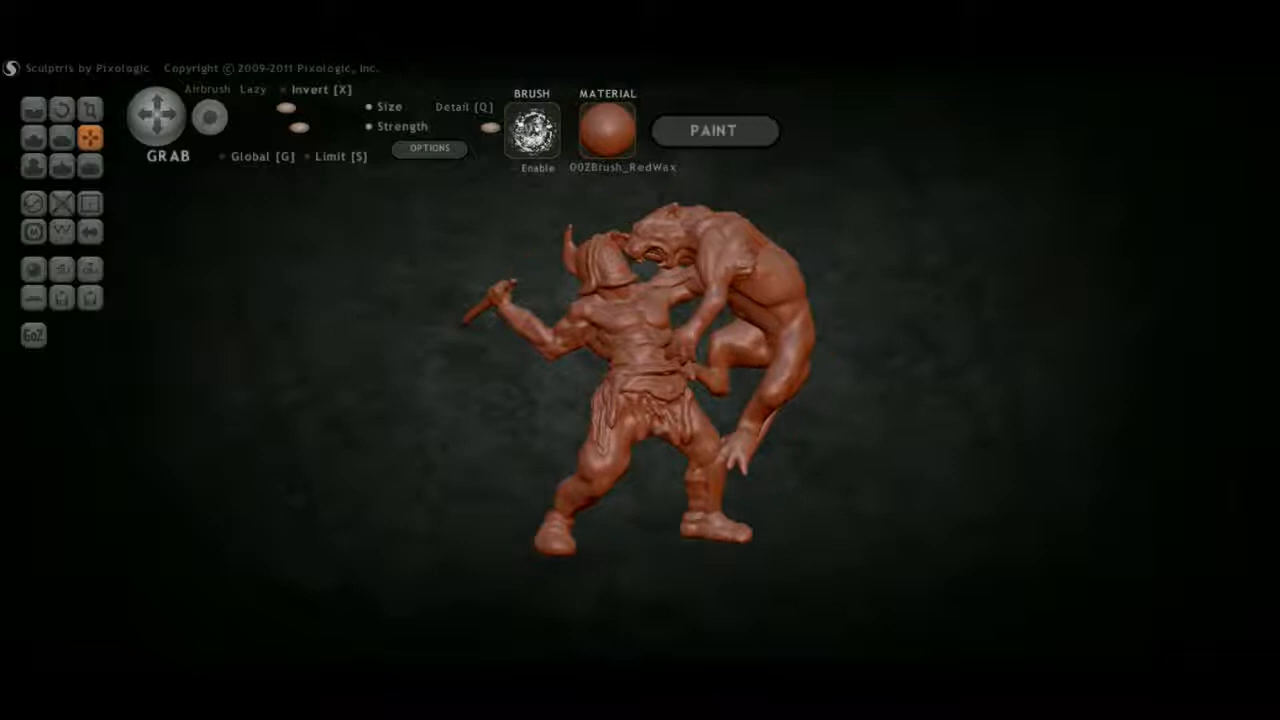 Sculptris by Pixologic   Copyright © 2009-2011 Pixologic, Inc.
Airbrush Lazy Invert [X]
Size Detail [Q]
Strength
GRAB
Global [G] Limit [S]
OPTIONS
BRUSH
Enable
MATERIAL
00ZBrush_RedWax
PAINT
M
GoZ